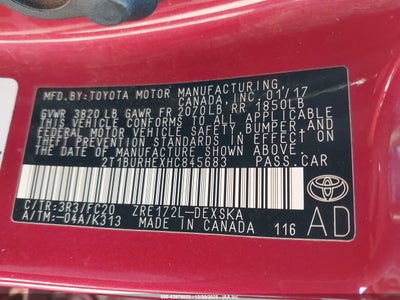 MFD.BY:TOYOTA MOTOR MANUFACTURING
CANADA, INC. 01/17
GVWR 3820 LB GAWR FR 2070LB RR 1850LB
THIS VEHICLE CONFORMS TO ALL APPLICABLE
FEDERAL MOTOR VEHICLE SAFETY, BUMPER, AND
THEFT PREVENTION STANDARDS IN EFFECT ON
THE DATE OF MANUFACTURE SHOWN ABOVE.
2T1BURHEXHC845683 PASS.CAR
C/TR:3R3/FC20 ZRE172L-DEXSKA
A/TM:-04A/K313 MADE IN CANADA 116
TOYOTA
AD